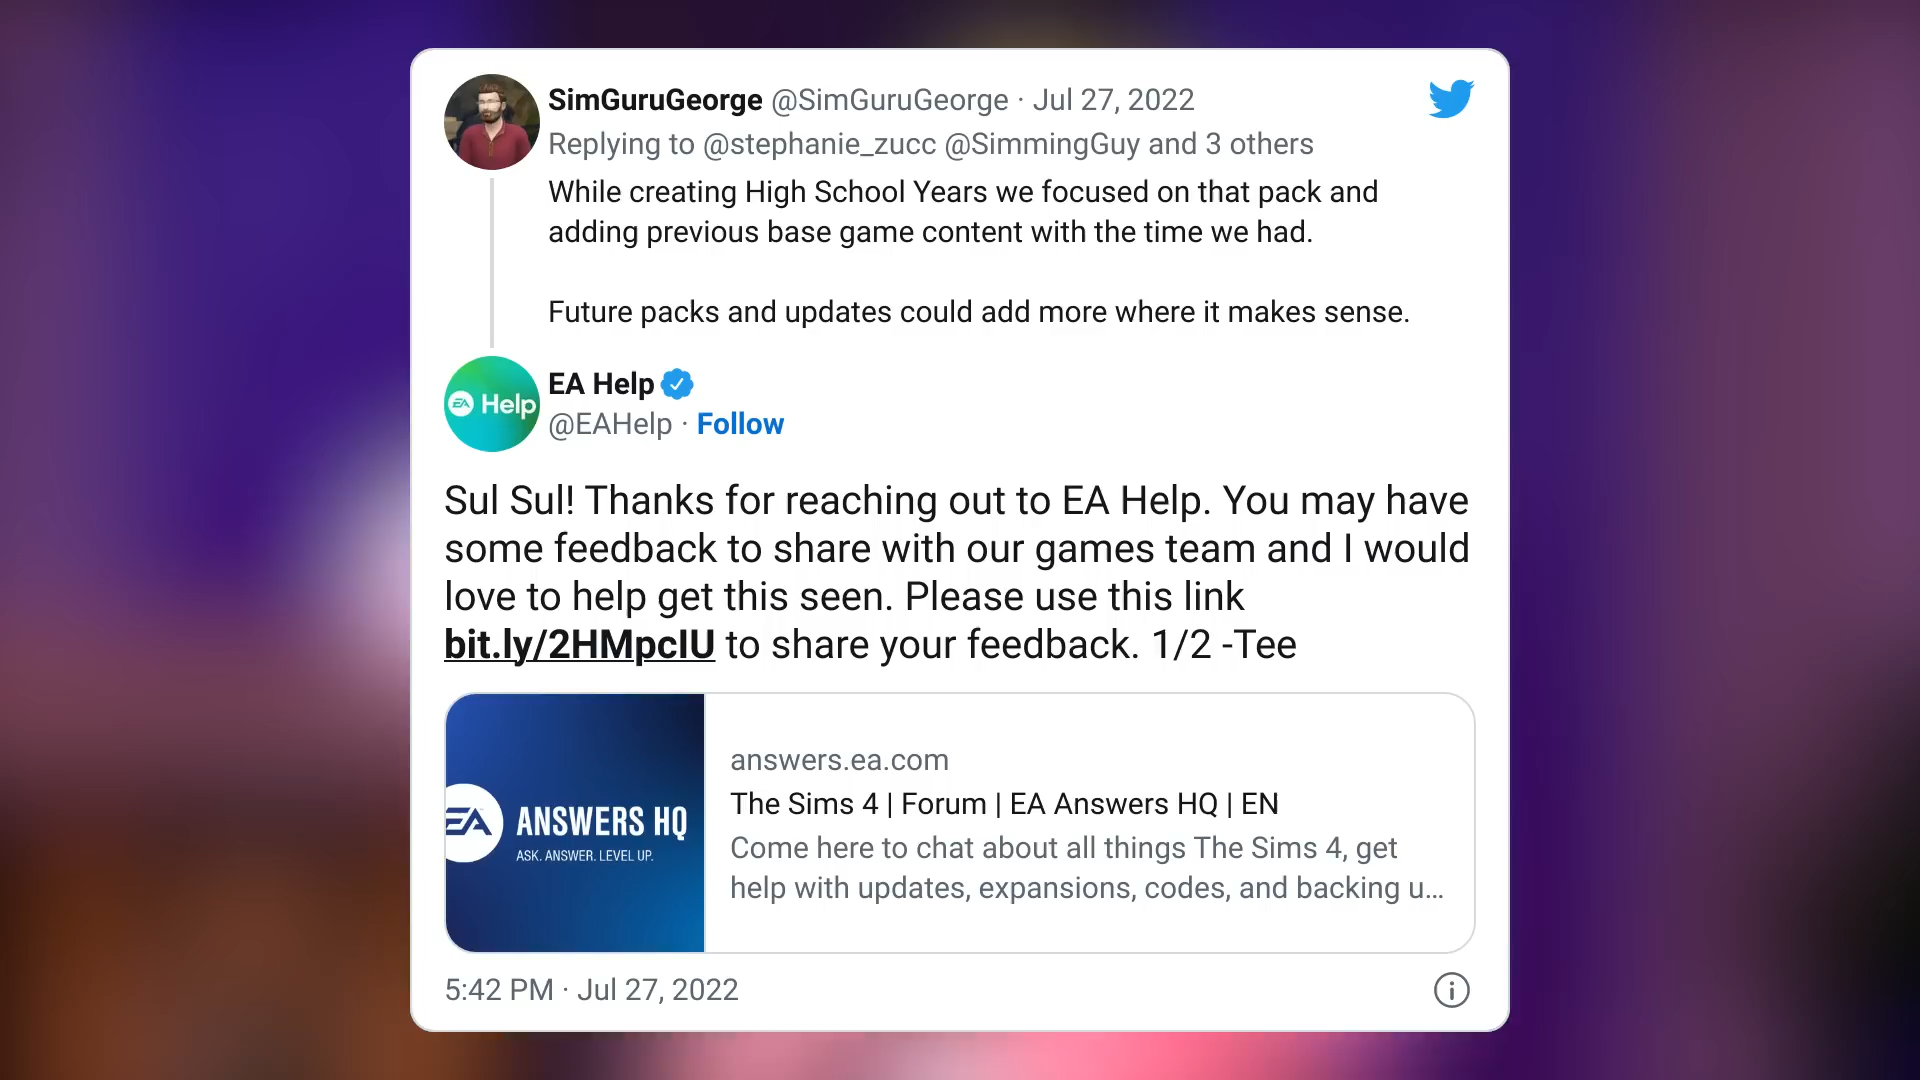 SimGuruGeorge @SimGuruGeorge · Jul 27, 2022
Replying to @stephanie_zucc @SimmingGuy and 3 others
While creating High School Years we focused on that pack and
adding previous base game content with the time we had.
Future packs and updates could add more where it makes sense.
EA Help
EA Help
@EAHelp · Follow
Sul Sul! Thanks for reaching out to EA Help. You may have
some feedback to share with our games team and I would
love to help get this seen. Please use this link
bit.ly/2HMpcIU to share your feedback. 1/2 -Tee
EA ANSWERS HQ
ASK. ANSWER. LEVEL UP.
answers.ea.com
The Sims 4 | Forum | EA Answers HQ | EN
Come here to chat about all things The Sims 4, get
help with updates, expansions, codes, and backing u...
5:42 PM · Jul 27, 2022